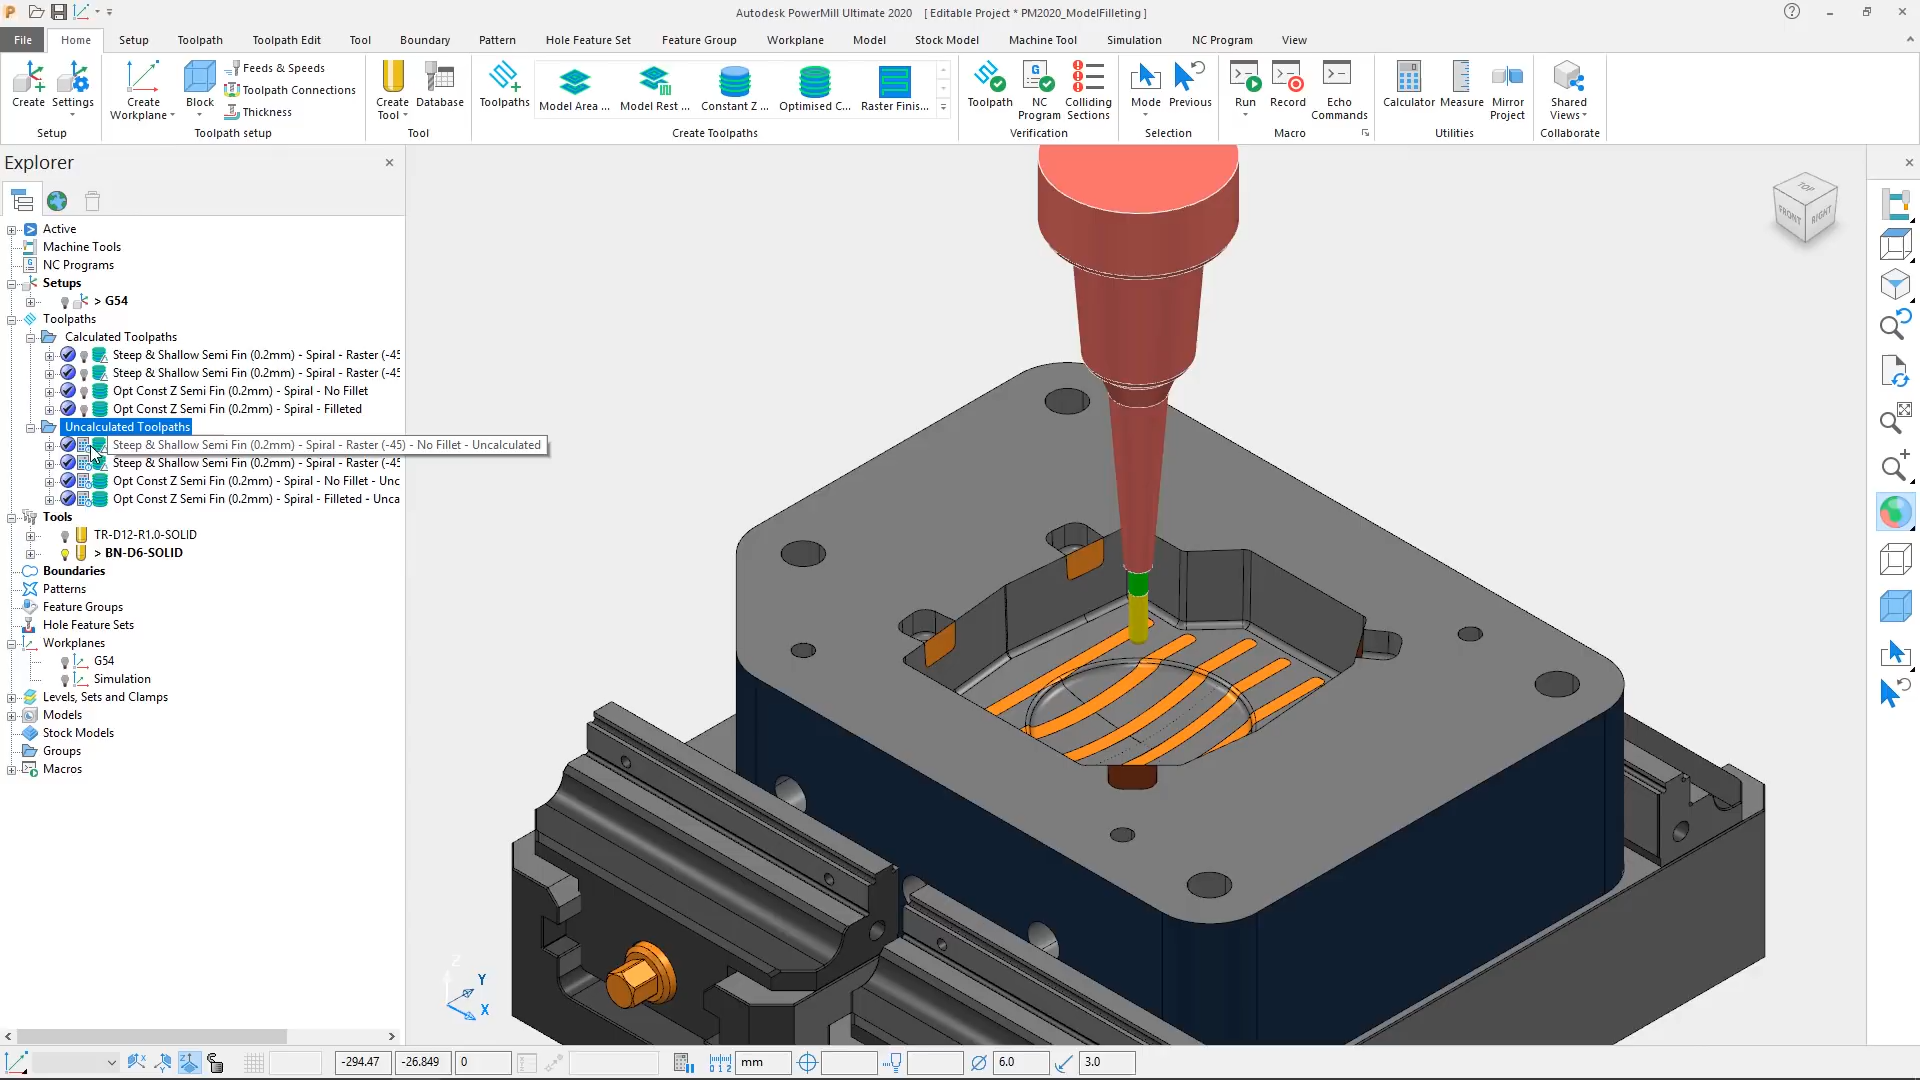 Autodesk PowerMill Ultimate 2020 [ Editable Project * PM2020_ModelFilleting ]
File Home Setup Toolpath Toolpath Edit Tool Boundary Pattern Hole Feature Set Feature Group Workplane Model Stock Model Machine Tool Simulation NC Program View
Create Settings
Setup
Create Workplane Block Feeds & Speeds
Toolpath Connections
Thickness
Toolpath setup
Create Tool Database
Tool
Toolpaths Model Area ... Model Rest ... Constant Z ... Optimised C... Raster Finis...
Create Toolpaths
Toolpath NC Program Colliding Sections
Verification
Mode Previous
Selection
Run Record Echo Commands
Macro
Calculator Measure Mirror Project
Utilities
Shared Views
Collaborate
Explorer
Active
Machine Tools
NC Programs
Setups
> G54
Toolpaths
Calculated Toolpaths
Steep & Shallow Semi Fin (0.2mm) - Spiral - Raster (-45
Steep & Shallow Semi Fin (0.2mm) - Spiral - Raster (-45
Opt Const Z Semi Fin (0.2mm) - Spiral - No Fillet
Opt Const Z Semi Fin (0.2mm) - Spiral - Filleted
Uncalculated Toolpaths
Steep & Shallow Semi Fin (0.2mm) - Spiral - Raster (-45) - No Fillet - Uncalculated
Steep & Shallow Semi Fin (0.2mm) - Spiral - Raster (-45
Opt Const Z Semi Fin (0.2mm) - Spiral - No Fillet - Unc
Opt Const Z Semi Fin (0.2mm) - Spiral - Filleted - Unca
Tools
TR-D12-R1.0-SOLID
> BN-D6-SOLID
Boundaries
Patterns
Feature Groups
Hole Feature Sets
Workplanes
G54
Simulation
Levels, Sets and Clamps
Models
Stock Models
Groups
Macros
TOP
FRONT RIGHT
Z
Y
X
-294.47 -26.849 0 mm 6.0 3.0